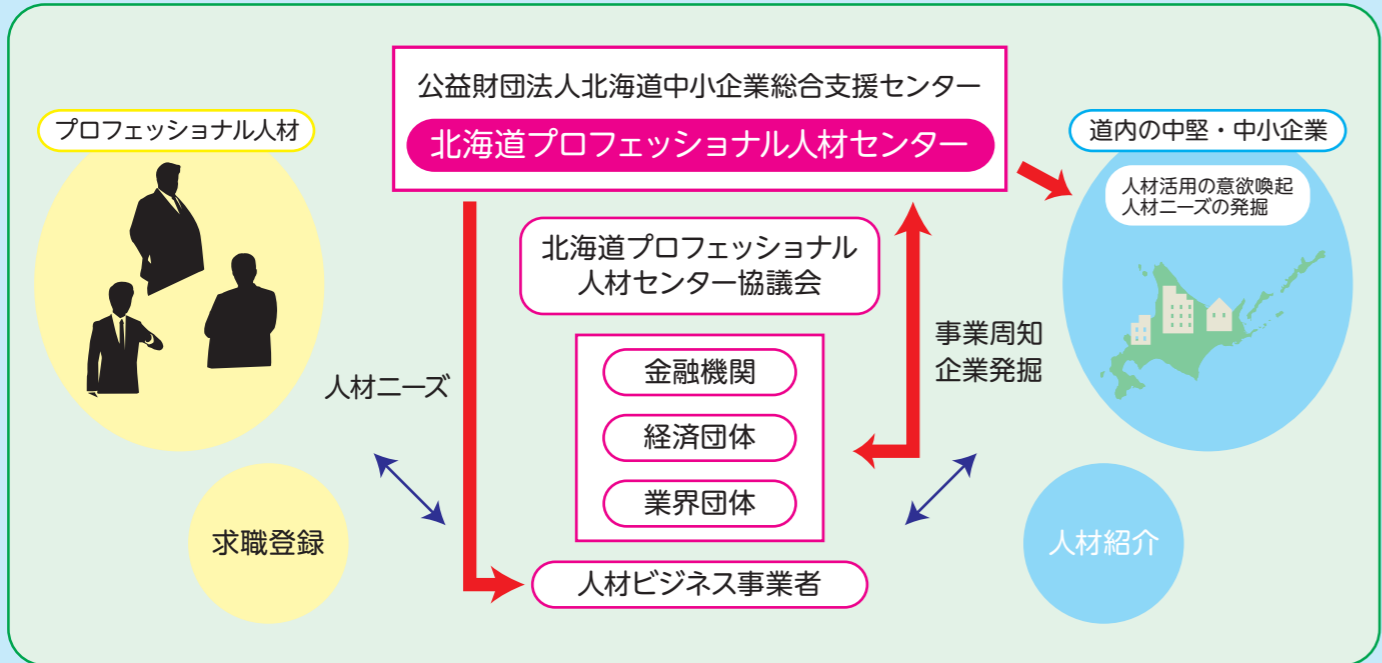 公益財団法人北海道中小企業総合支援センター
北海道プロフェッショナル人材センター
プロフェッショナル人材
道内の中堅・中小企業
人材活用の意欲喚起
人材ニーズの発掘
北海道プロフェッショナル
人材センター協議会
事業周知
企業発掘
人材ニーズ
金融機関
経済団体
業界団体
求職登録
人材紹介
人材ビジネス事業者